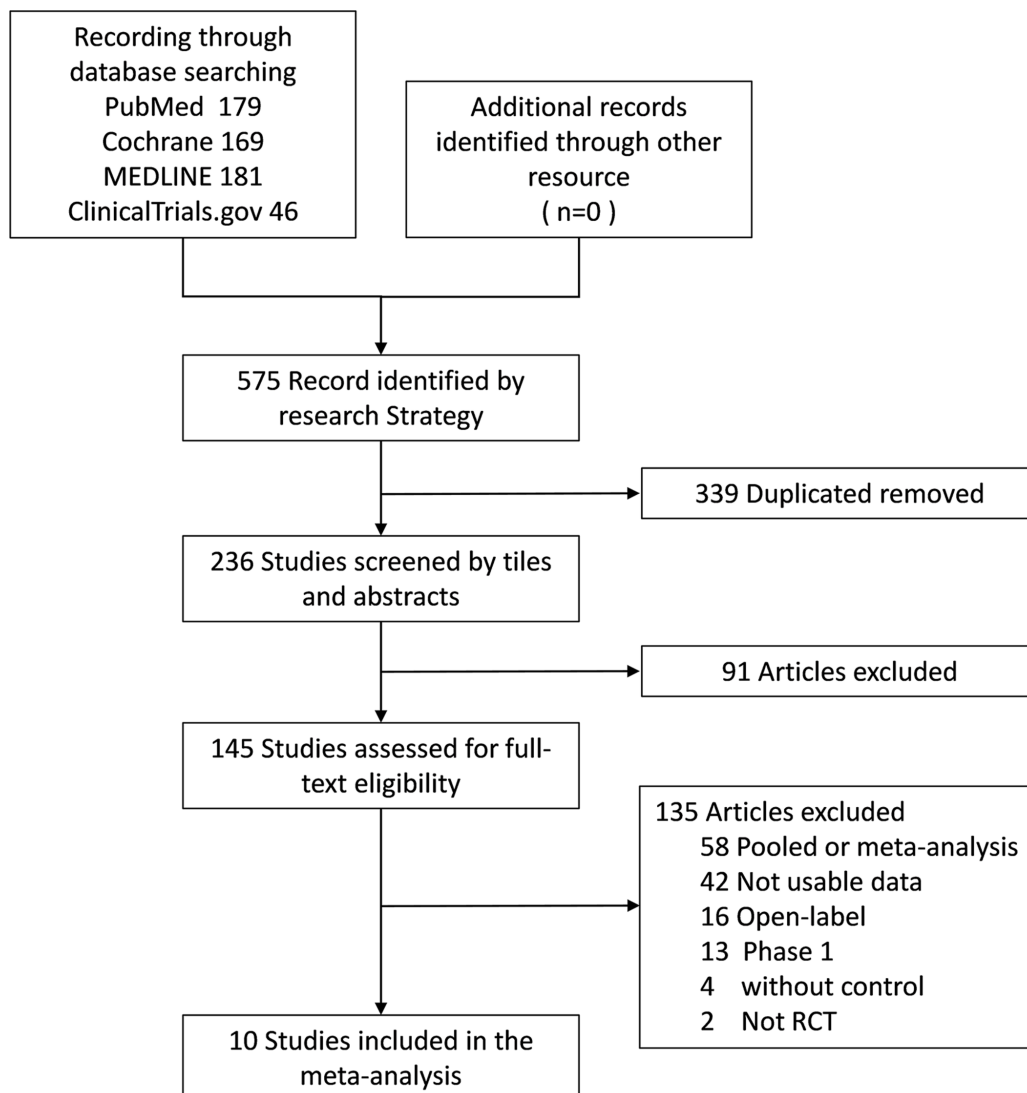 Recording through
database searching
PubMed  179
Cochrane 169
MEDLINE 181
ClinicalTrials.gov 46
Additional records
identified through other
resource
( n=0 )
575 Record identified by
research Strategy
339 Duplicated removed
236 Studies screened by tiles
and abstracts
91 Articles excluded
145 Studies assessed for full-
text eligibility
135 Articles excluded
58 Pooled or meta-analysis
42 Not usable data
16 Open-label
13  Phase 1
4   without control
2   Not RCT
10 Studies included in the
meta-analysis